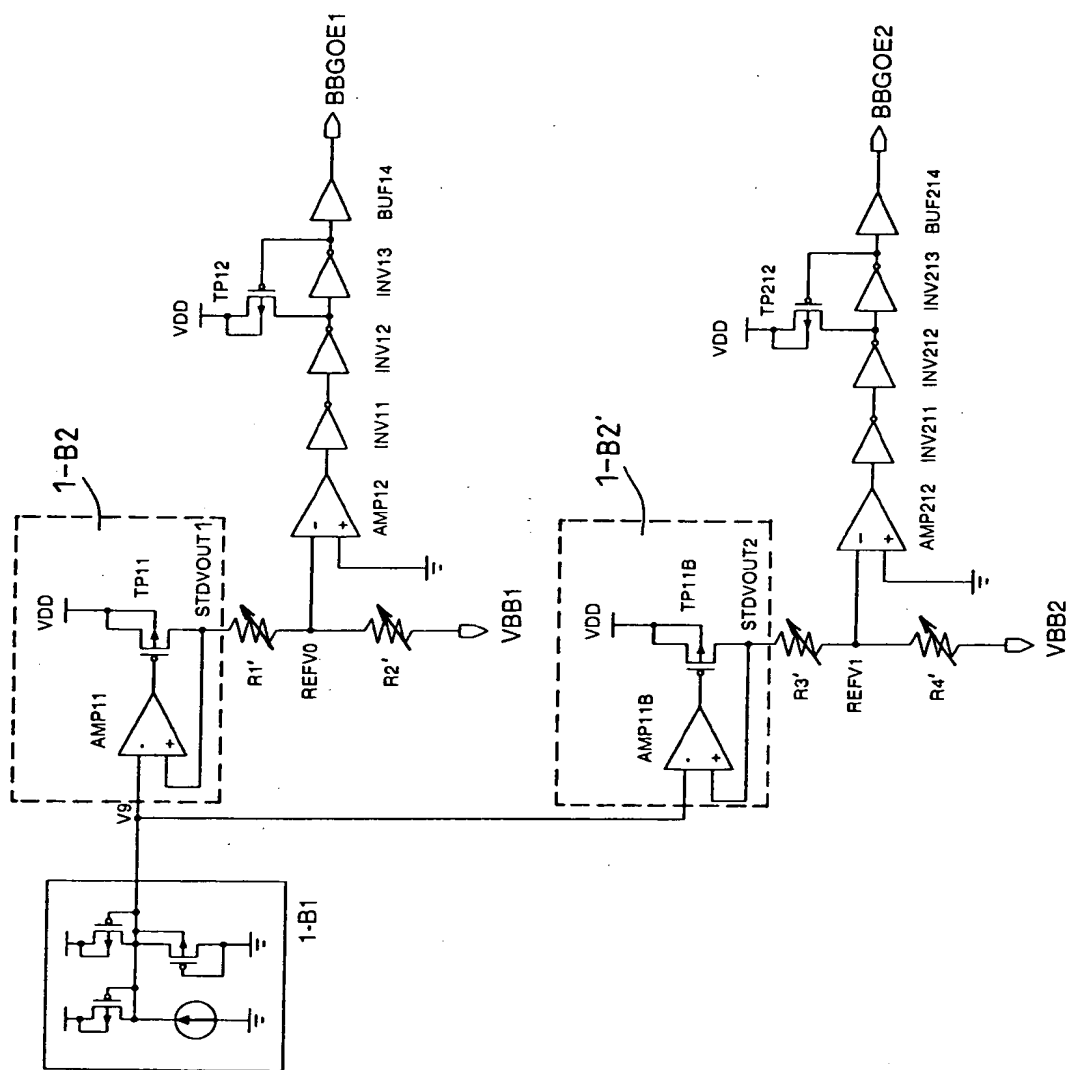 1-B1
V9
1-B2
VDD
AMP11
TP11
STDVOUT1
R1'
REFV0
R2'
VBB1
-
+
AMP12
INV11
INV12
INV13
BUF14
VDD
TP12
BBGOE1
1-B2'
VDD
AMP11B
TP11B
STDVOUT2
R3'
REFV1
R4'
VBB2
-
+
AMP212
INV211
INV212
INV213
BUF214
VDD
TP212
BBGOE2